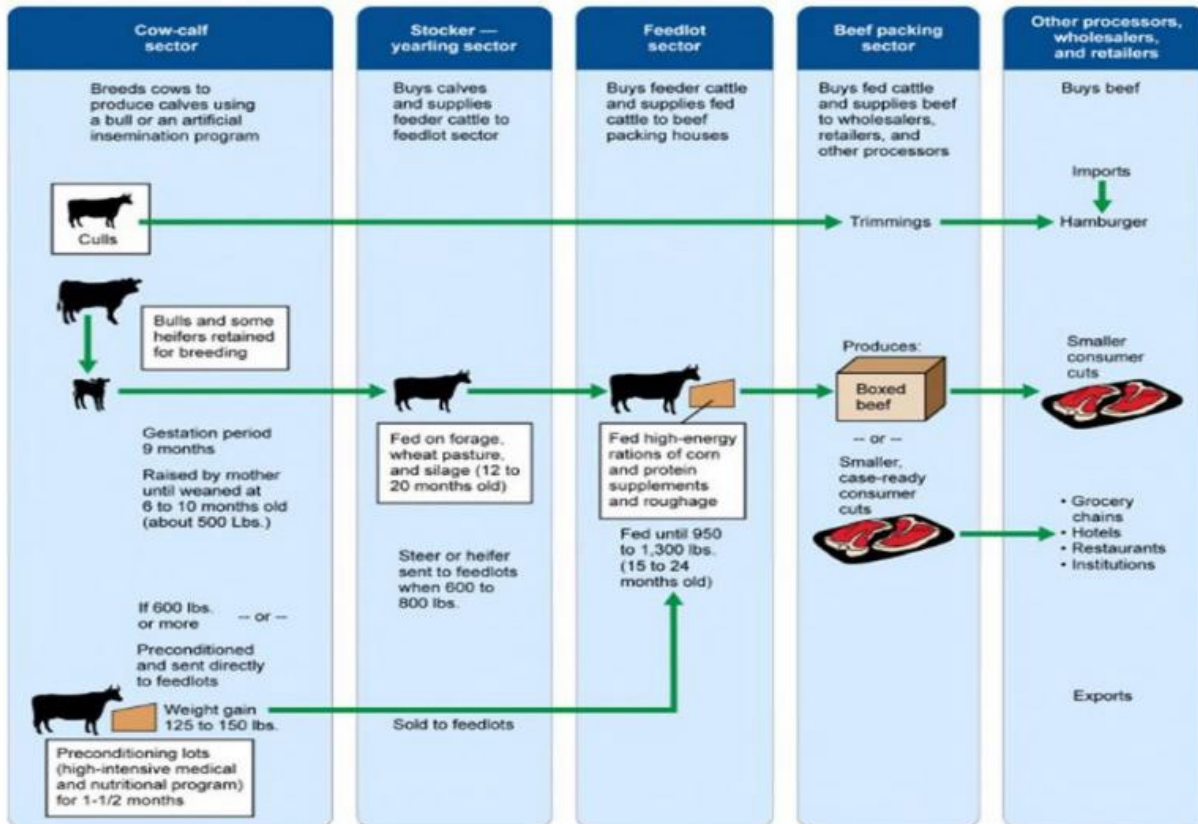 Cow-calf
sector
Breeds cows to
produce calves using
a bull or an artificial
insemination program
Culls
Bulls and some
heifers retained
for breeding
Gestation period
9 months
Raised by mother
until weaned at
6 to 10 months old
(about 500 Lbs.)
If 600 lbs.
or more
-- or --
Preconditioned
and sent directly
to feedlots
Weight gain
125 to 150 lbs.
Preconditioning lots
(high-intensive medical
and nutritional program)
for 1-1/2 months
Stocker —
yearling sector
Buys calves
and supplies
feeder cattle to
feedlot sector
Fed on forage,
wheat pasture,
and silage (12 to
20 months old)
Steer or heifer
sent to feedlots
when 600 to
800 lbs.
Sold to feedlots
Feedlot
sector
Buys feeder cattle
and supplies fed
cattle to beef
packing houses
Fed high-energy
rations of corn
and protein
supplements
and roughage
Fed until 950
to 1,300 lbs.
(15 to 24
months old)
Beef packing
sector
Buys fed cattle
and supplies beef
to wholesalers,
retailers, and
other processors
Trimmings
Produces:
Boxed
beef
-- or --
Smaller,
case-ready
consumer
cuts
Other processors,
wholesalers,
and retailers
Buys beef
Imports
Hamburger
Smaller
consumer
cuts
• Grocery
chains
• Hotels
• Restaurants
• Institutions
Exports